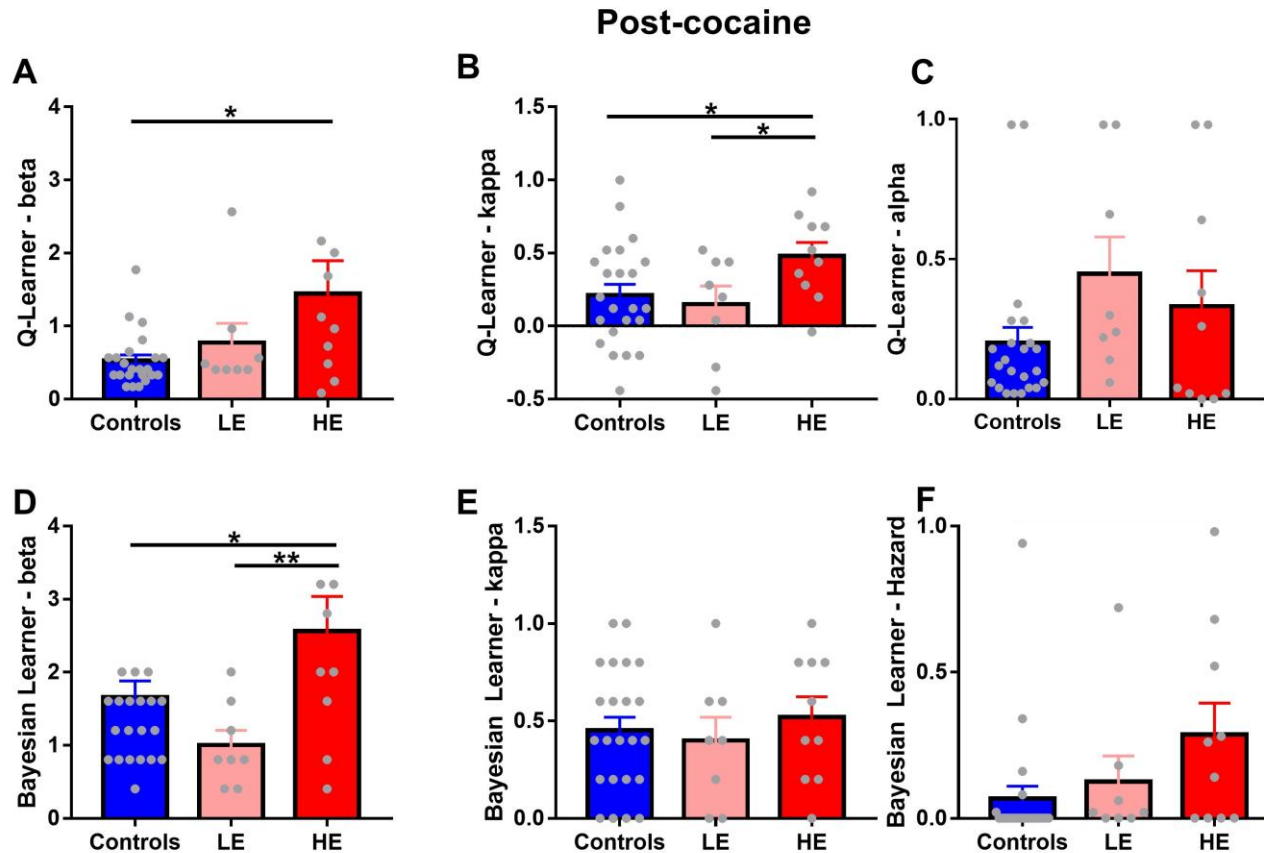 Post-cocaine
A
Q-Learner - beta
4
3
2
1
0
*
Controls LE HE
B
Q-Learner - kappa
1.5
1.0
0.5
0.0
-0.5
*
*
Controls LE HE
C
Q-Learner - alpha
1.0
0.5
0.0
Controls LE HE
D
Bayesian Learner - beta
4
3
2
1
0
*
**
Controls LE HE
E
Bayesian Learner - kappa
1.5
1.0
0.5
0.0
Controls LE HE
F
Bayesian Learner - Hazard
1.0
0.5
0.0
Controls LE HE